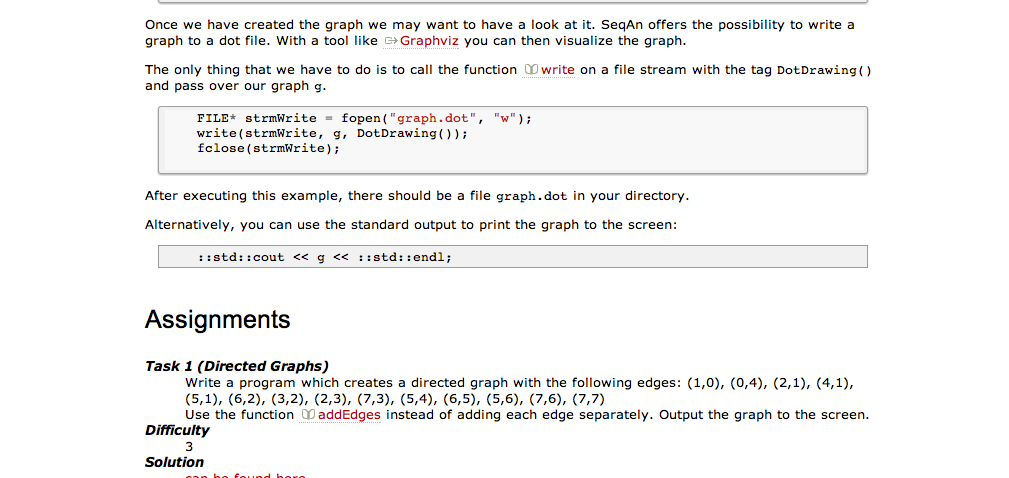 Once we have created the graph we may want to have a look at it. SeqAn offers the possibility to write a
graph to a dot file. With a tool like Graphviz you can then visualize the graph.
The only thing that we have to do is to call the function write on a file stream with the tag DotDrawing()
and pass over our graph g.
FILE* strmWrite = fopen("graph.dot", "w");
write(strmWrite, g, DotDrawing());
fclose(strmWrite);
After executing this example, there should be a file graph.dot in your directory.
Alternatively, you can use the standard output to print the graph to the screen:
::std::cout << g << ::std::endl;
Assignments
Task 1 (Directed Graphs)
Write a program which creates a directed graph with the following edges: (1,0), (0,4), (2,1), (4,1),
(5,1), (6,2), (3,2), (2,3), (7,3), (5,4), (6,5), (5,6), (7,6), (7,7)
Use the function addEdges instead of adding each edge separately. Output the graph to the screen.
Difficulty
3
Solution
can be found here